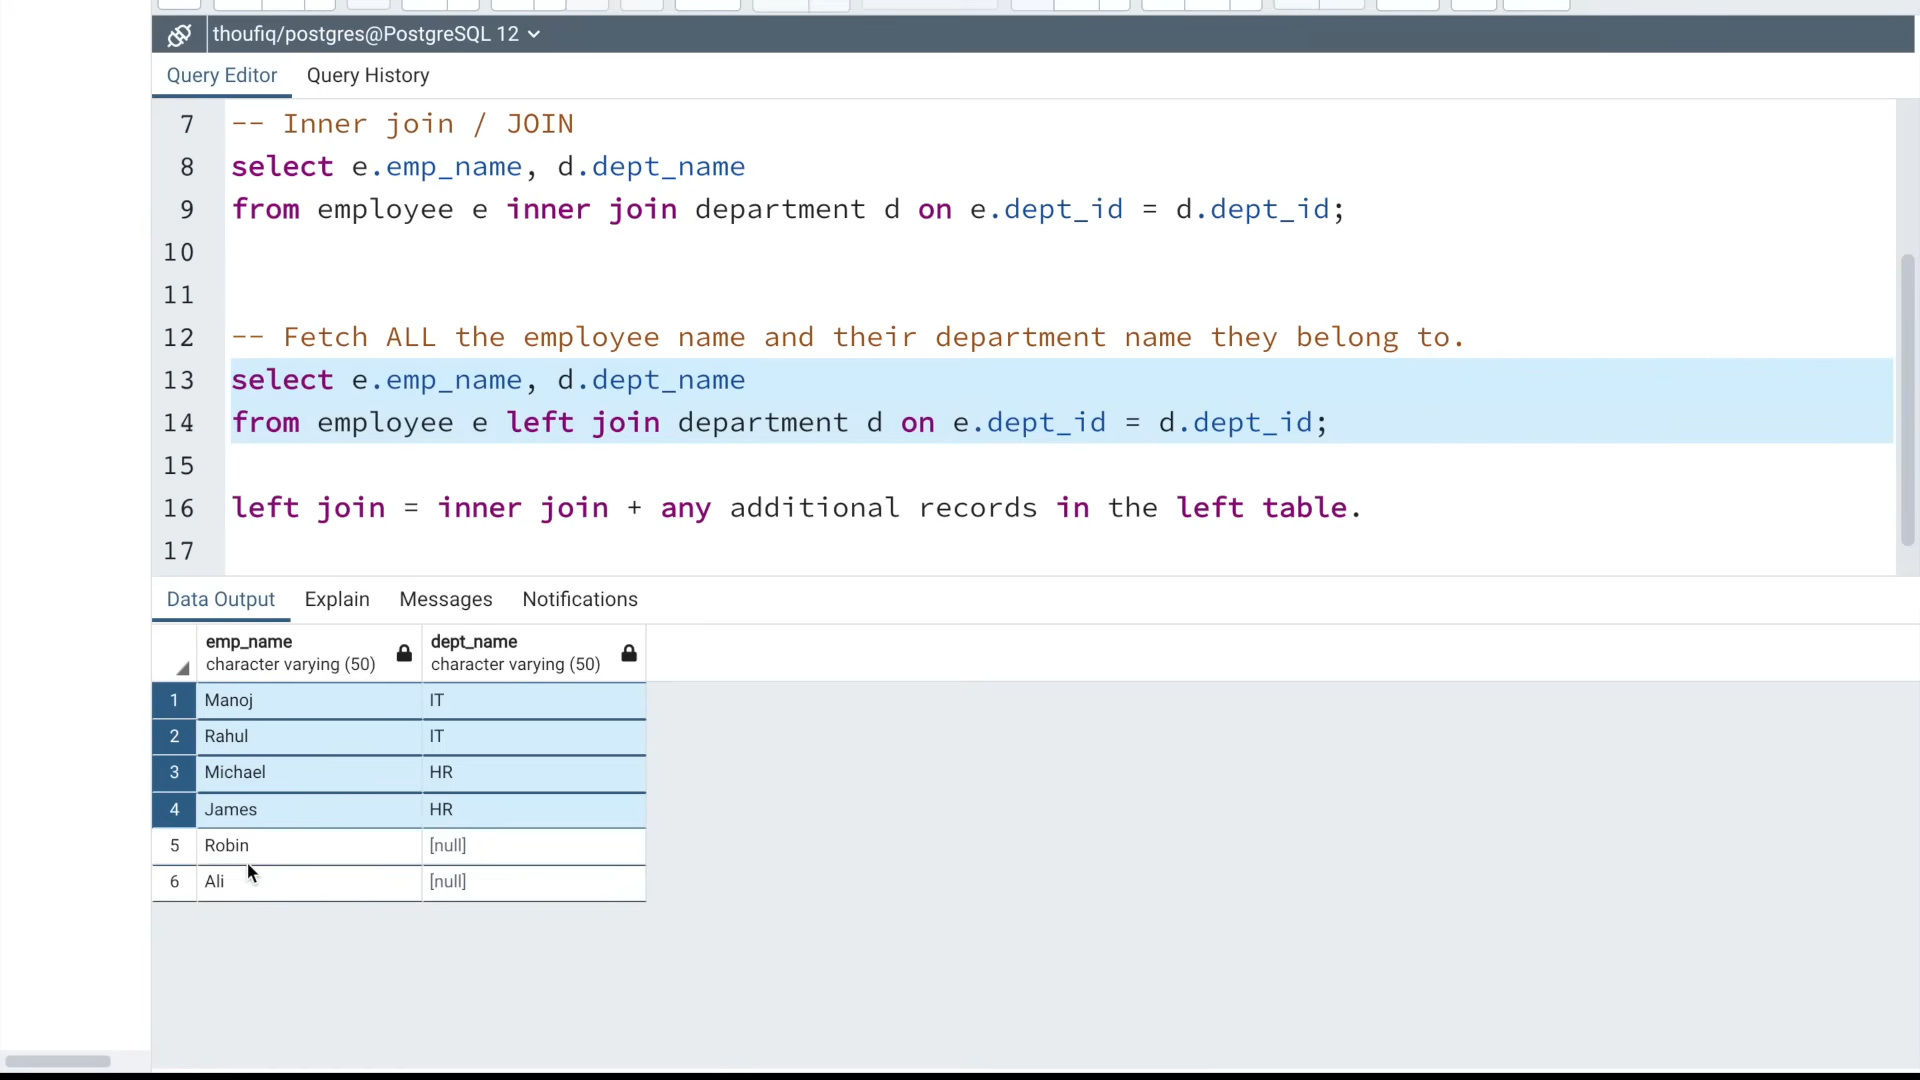 thoufiq/postgres@PostgreSQL 12
Query Editor Query History
7 -- Inner join / JOIN
8 select e.emp_name, d.dept_name
9 from employee e inner join department d on e.dept_id = d.dept_id;
10
11
12 -- Fetch ALL the employee name and their department name they belong to.
13 select e.emp_name, d.dept_name
14 from employee e left join department d on e.dept_id = d.dept_id;
15
16 left join = inner join + any additional records in the left table.
17
Data Output Explain Messages Notifications
emp_name dept_name
character varying (50) character varying (50)
1 Manoj IT
2 Rahul IT
3 Michael HR
4 James HR
5 Robin [null]
6 Ali [null]